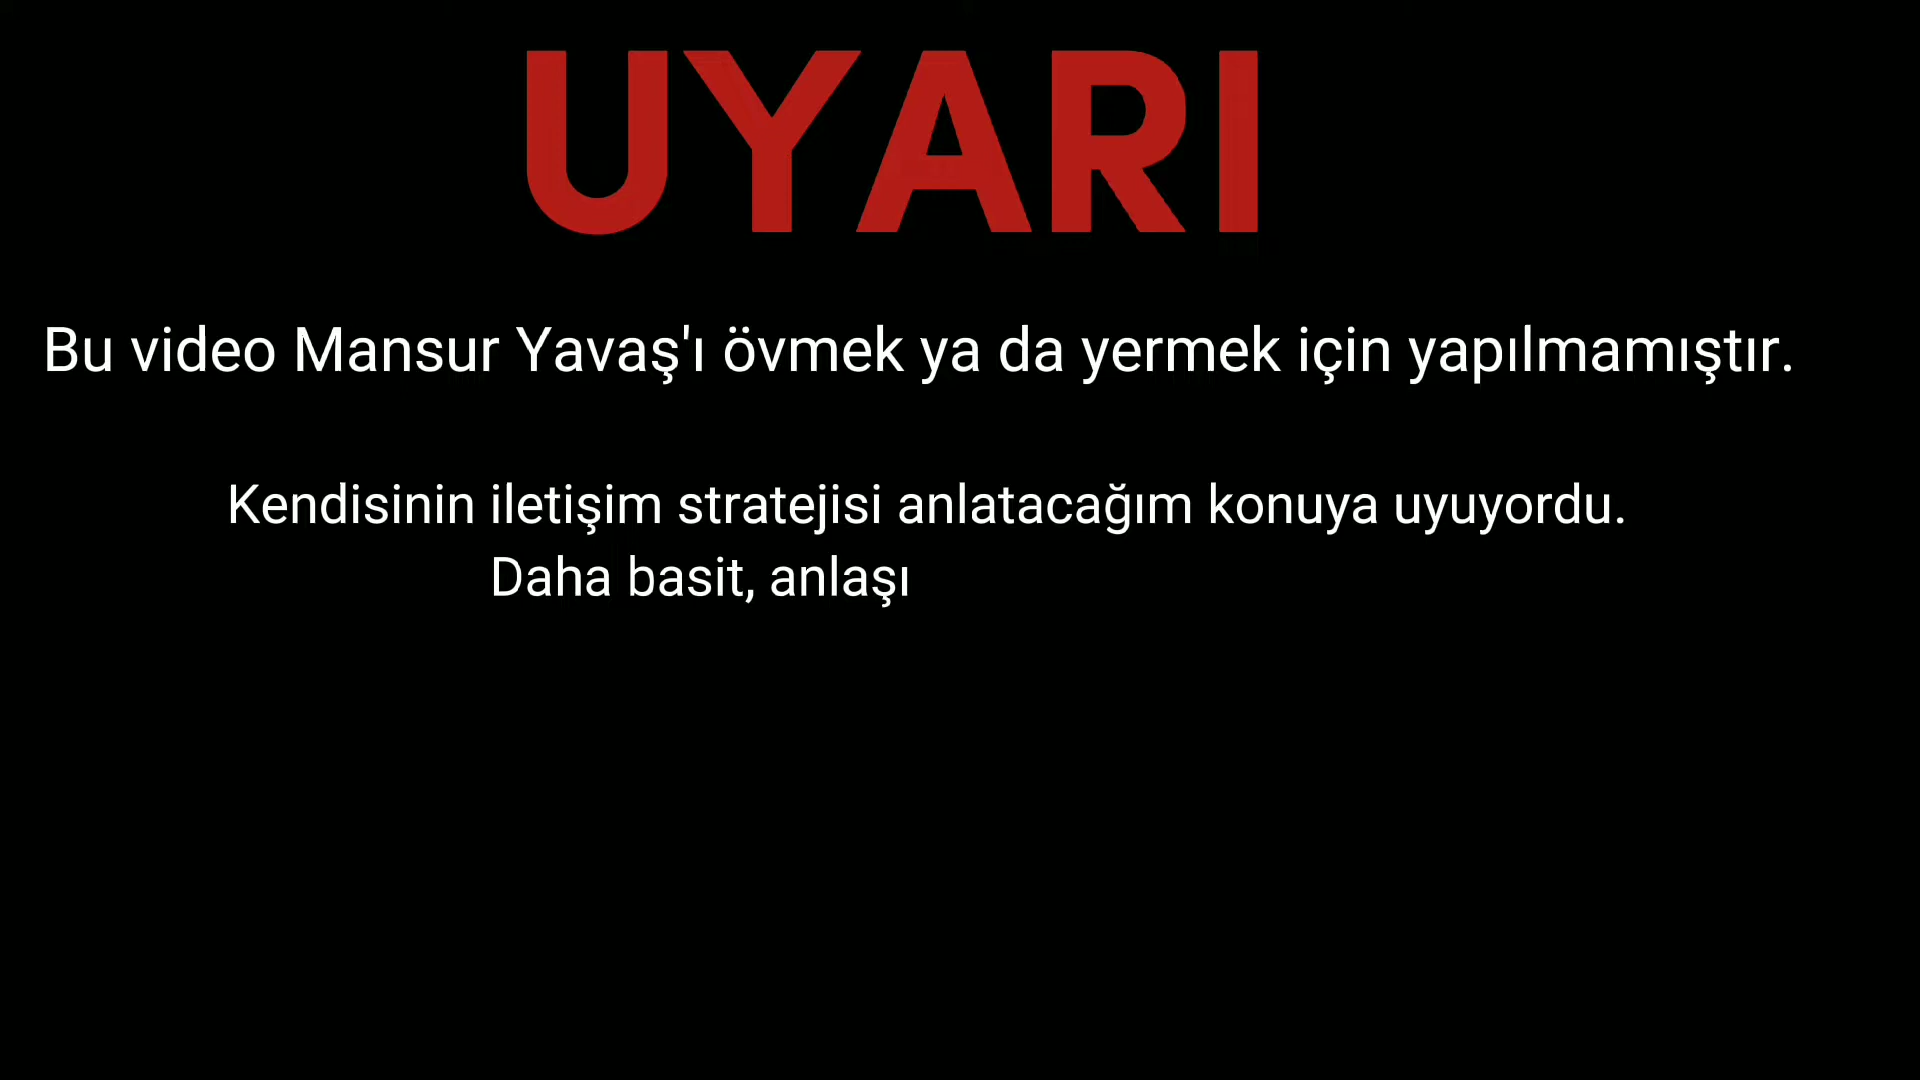 UYARI
Bu video Mansur Yavaş'ı övmek ya da yermek için yapılmamıştır.
Kendisinin iletişim stratejisi anlatacağım konuya uyuyordu.
Daha basit, anlaşı